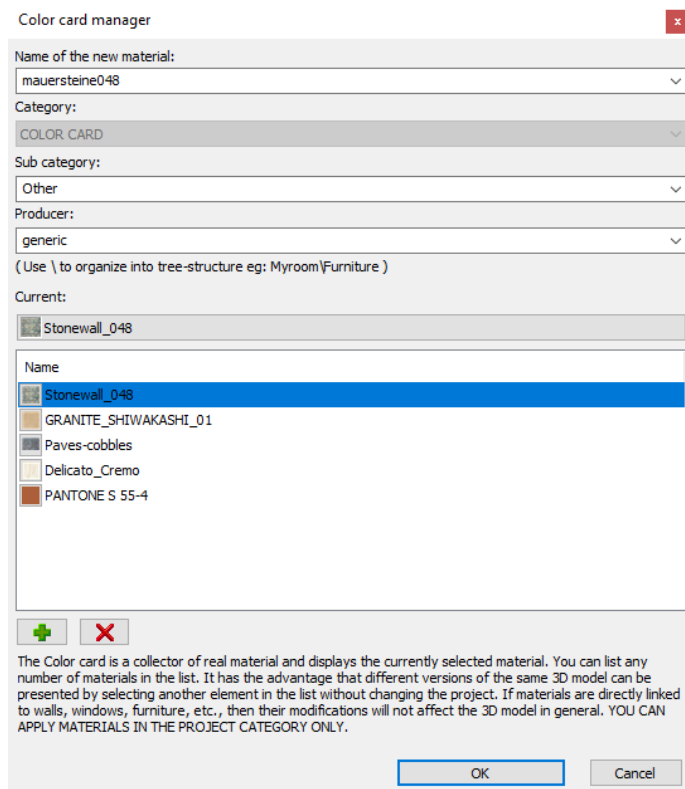 Color card manager
x
Name of the new material:
mauersteine048
Category:
COLOR CARD
Sub category:
Other
Producer:
generic
( Use \ to organize into tree-structure eg: Myroom\Furniture )
Current:
Stonewall_048
Name
Stonewall_048
GRANITE_SHIWAKASHI_01
Paves-cobbles
Delicato_Cremo
PANTONE S 55-4
The Color card is a collector of real material and displays the currently selected material. You can list any
number of materials in the list. It has the advantage that different versions of the same 3D model can be
presented by selecting another element in the list without changing the project. If materials are directly linked
to walls, windows, furniture, etc., then their modifications will not affect the 3D model in general. YOU CAN
APPLY MATERIALS IN THE PROJECT CATEGORY ONLY.
OK
Cancel